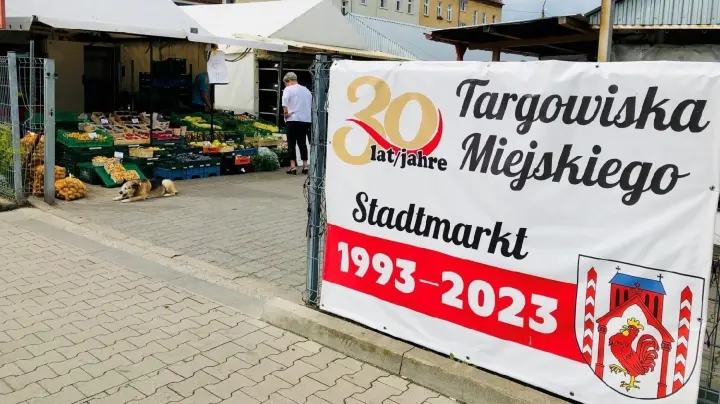 30
lat/jahre
Targowiska
Miejskiego
Stadtmarkt
1993-2023